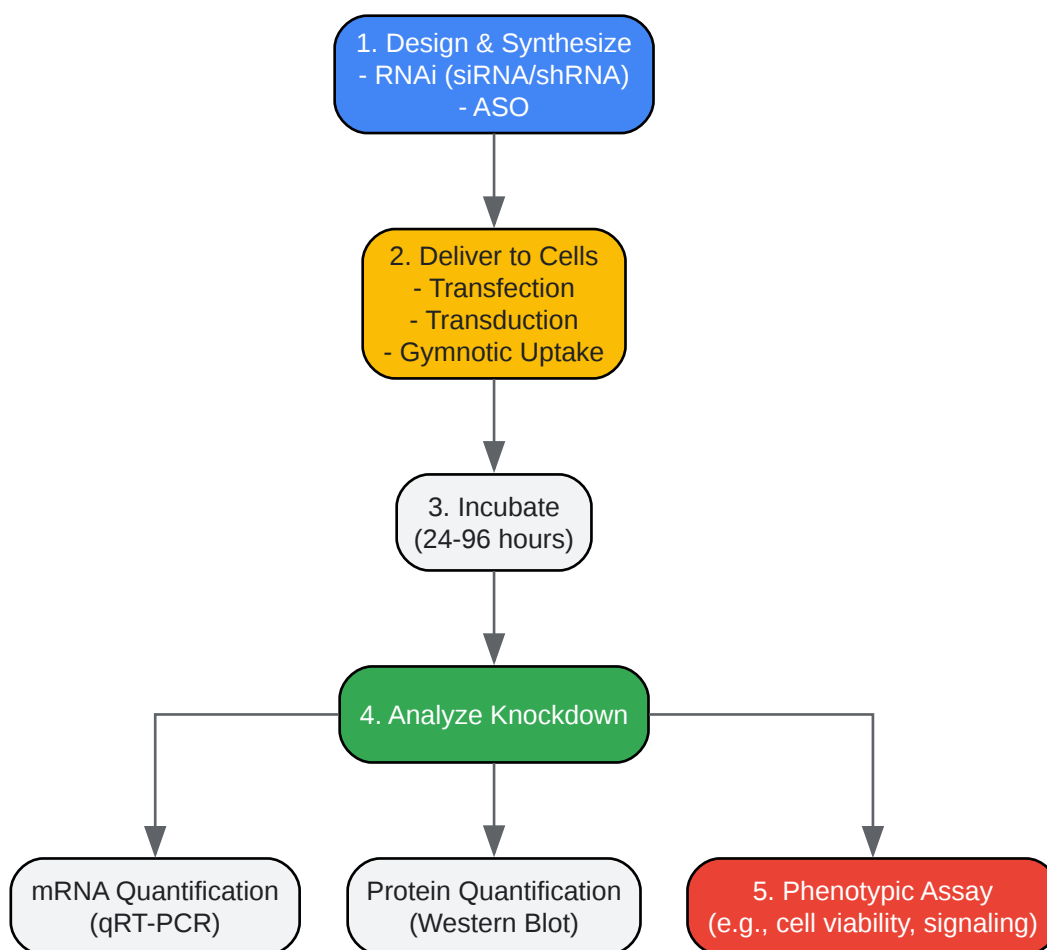 1. Design & Synthesize
- RNAi (siRNA/shRNA)
- ASO
2. Deliver to Cells
- Transfection
- Transduction
- Gymnotic Uptake
3. Incubate
(24-96 hours)
4. Analyze Knockdown
mRNA Quantification
(qRT-PCR)
Protein Quantification
(Western Blot)
5. Phenotypic Assay
(e.g., cell viability, signaling)